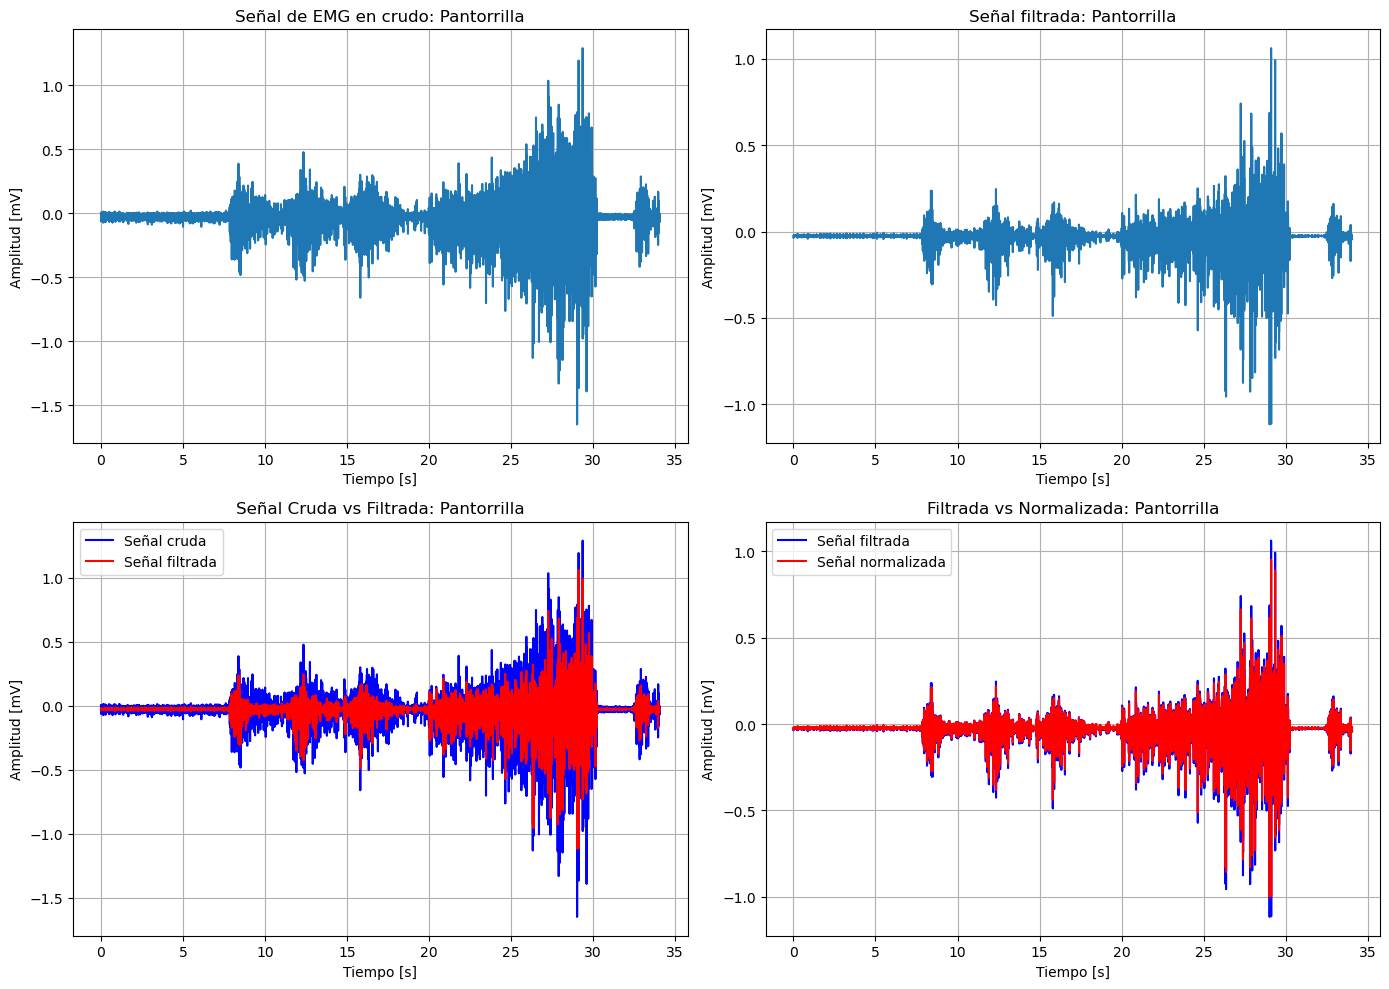 Señal de EMG en crudo: Pantorrilla
Amplitud [mV]
1.0
0.5
0.0
−0.5
−1.0
−1.5
0 5 10 15 20 25 30 35
Tiempo [s]
Señal filtrada: Pantorrilla
Amplitud [mV]
1.0
0.5
0.0
−0.5
−1.0
0 5 10 15 20 25 30 35
Tiempo [s]
Señal Cruda vs Filtrada: Pantorrilla
Señal cruda
Señal filtrada
Amplitud [mV]
1.0
0.5
0.0
−0.5
−1.0
−1.5
0 5 10 15 20 25 30 35
Tiempo [s]
Filtrada vs Normalizada: Pantorrilla
Señal filtrada
Señal normalizada
Amplitud [mV]
1.0
0.5
0.0
−0.5
−1.0
0 5 10 15 20 25 30 35
Tiempo [s]